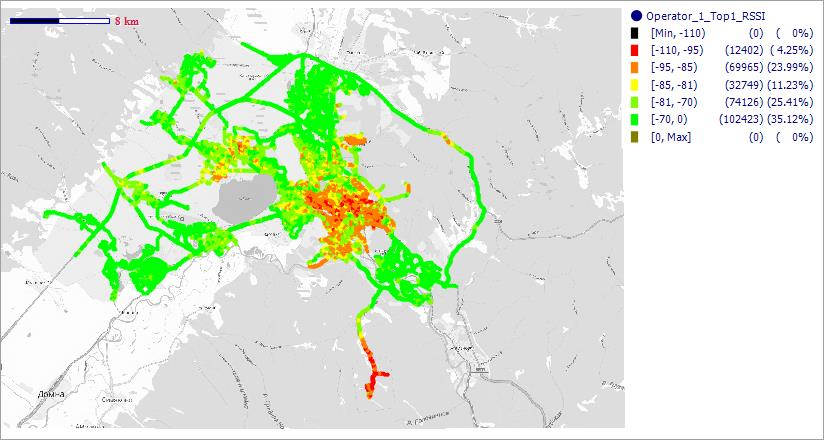 8 km
Operator_1_Top1_RSSI
[Min, -110) (0) ( 0%)
[-110, -95) (12402) ( 4.25%)
[-95, -85) (69965) (23.99%)
[-85, -81) (32749) (11.23%)
[-81, -70) (74126) (25.41%)
[-70, 0) (102423) (35.12%)
[0, Max] (0) ( 0%)
Домна